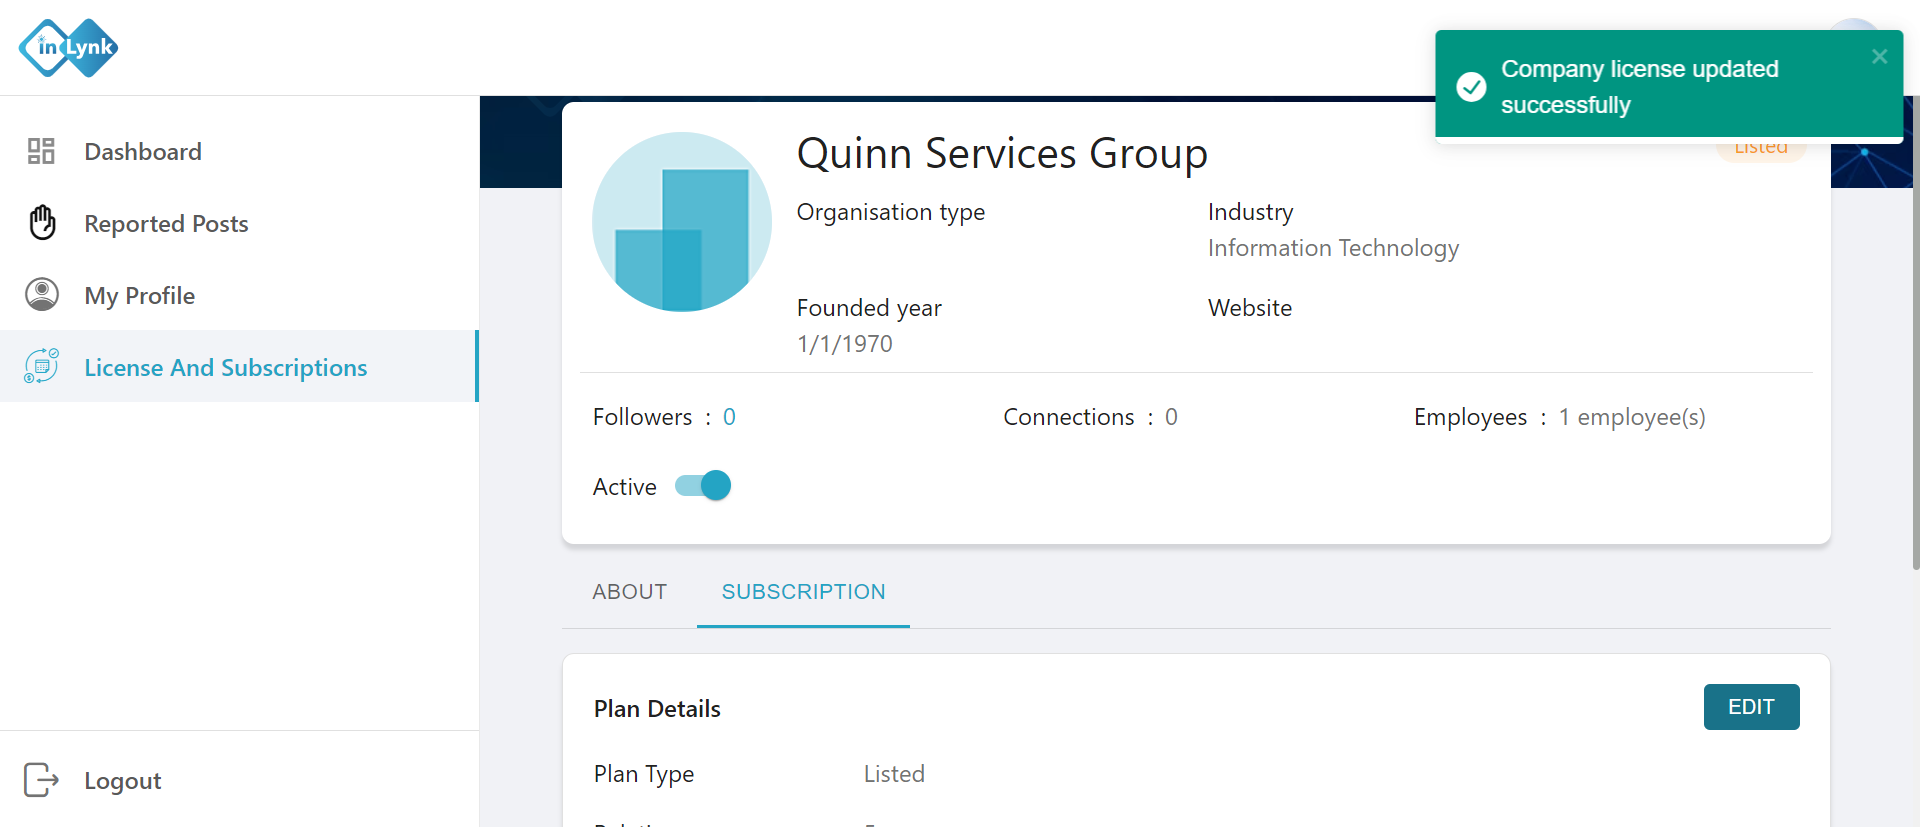 inLynk
Company license updated
successfully
Dashboard
Reported Posts
My Profile
License And Subscriptions
Logout
Quinn Services Group
Listed
Organisation type
Industry
Information Technology
Founded year
1/1/1970
Website
Followers : 0
Connections : 0
Employees : 1 employee(s)
Active
ABOUT
SUBSCRIPTION
Plan Details
EDIT
Plan Type
Listed